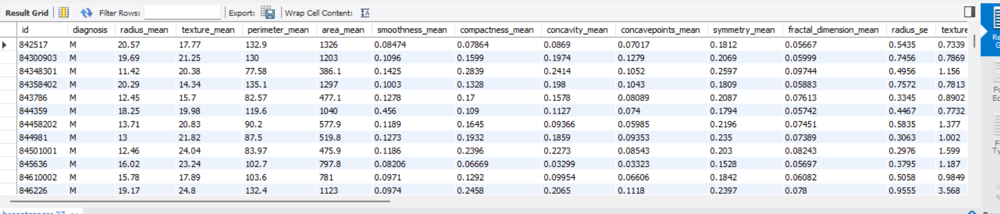 Result Grid Filter Rows: Export: Wrap Cell Content:
id diagnosis radius_mean texture_mean perimeter_mean area_mean smoothness_mean compactness_mean concavity_mean concavepoints_mean symmetry_mean fractal_dimension_mean radius_se texture
842517 M 20.57 17.77 132.9 1326 0.08474 0.07864 0.0869 0.07017 0.1812 0.05667 0.5435 0.7339
84300903 M 19.69 21.25 130 1203 0.1096 0.1599 0.1974 0.1279 0.2069 0.05999 0.7456 0.7869
84348301 M 11.42 20.38 77.58 386.1 0.1425 0.2839 0.2414 0.1052 0.2597 0.09744 0.4956 1.156
84358402 M 20.29 14.34 135.1 1297 0.1003 0.1328 0.198 0.1043 0.1809 0.05883 0.7572 0.7813
843786 M 12.45 15.7 82.57 477.1 0.1278 0.17 0.1578 0.08089 0.2087 0.07613 0.3345 0.8902
844359 M 18.25 19.98 119.6 1040 0.456 0.109 0.1127 0.074 0.1794 0.05742 0.4467 0.7732
84458202 M 13.71 20.83 90.2 577.9 0.1189 0.1645 0.09366 0.05985 0.2196 0.07451 0.5835 1.377
844981 M 13 21.82 87.5 519.8 0.1273 0.1932 0.1859 0.09353 0.235 0.07389 0.3063 1.002
84501001 M 12.46 24.04 83.97 475.9 0.1186 0.2396 0.2273 0.08543 0.203 0.08243 0.2976 1.599
845636 M 16.02 23.24 102.7 797.8 0.08206 0.06669 0.03299 0.03323 0.1528 0.05697 0.3795 1.187
84610002 M 15.78 17.89 103.6 781 0.0971 0.1292 0.09954 0.06606 0.1842 0.06082 0.5058 0.9849
846226 M 19.17 24.8 132.4 1123 0.0974 0.2458 0.2065 0.1118 0.2397 0.078 0.9555 3.568